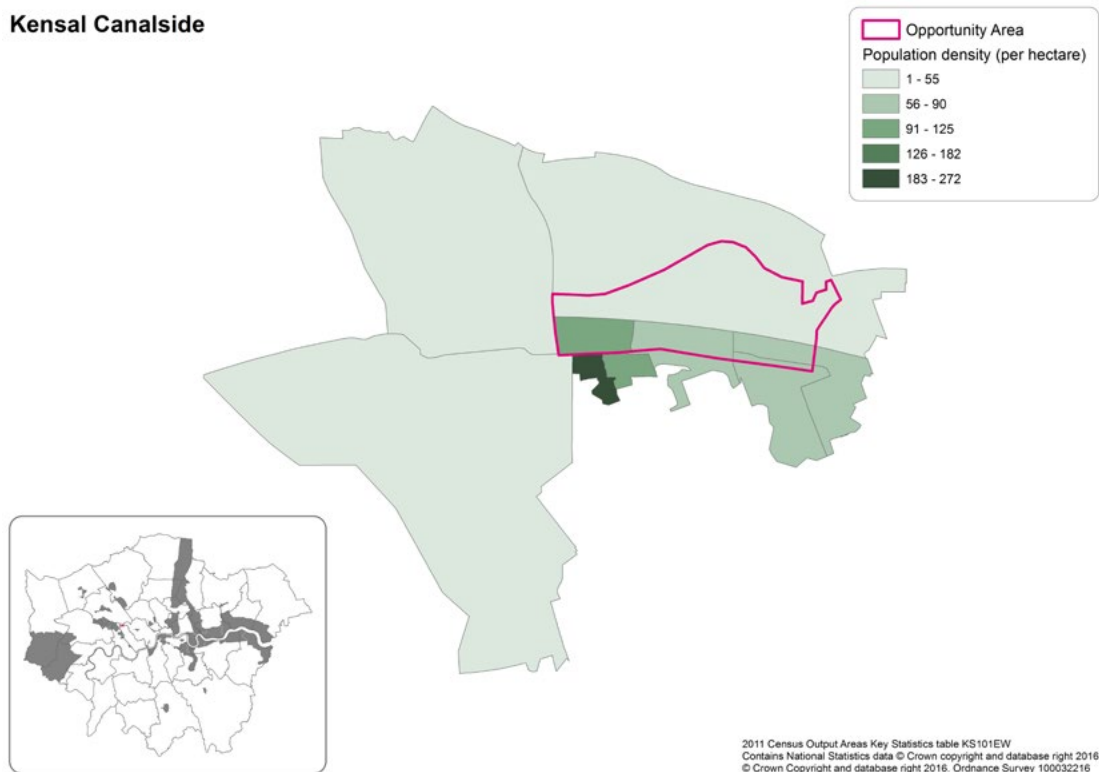 Kensal Canalside
Opportunity Area
Population density (per hectare)
1 - 55
56 - 90
91 - 125
126 - 182
183 - 272
2011 Census Output Areas Key Statistics table KS101EW
Contains National Statistics data © Crown copyright and database right 2016
© Crown Copyright and database right 2016. Ordnance Survey 100032216